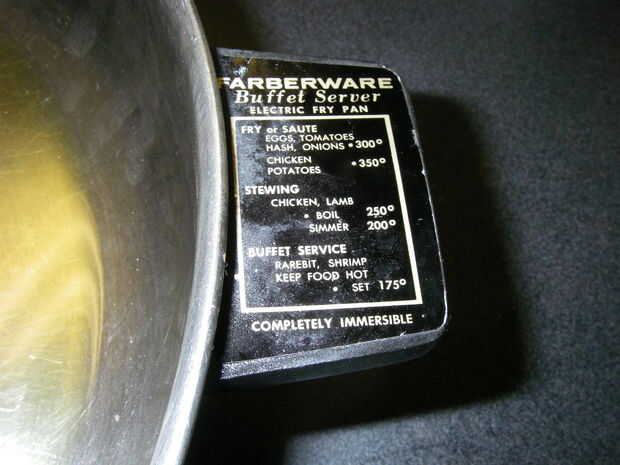 FARBERWARE
Buffet Server
ELECTRIC FRY PAN
FRY or SAUTE
EGGS, TOMATOES
HASH, ONIONS • 300°
CHICKEN • 350°
POTATOES
STEWING
CHICKEN, LAMB
• BOIL 250°
SIMMER 200°
BUFFET SERVICE
RAREBIT, SHRIMP
KEEP FOOD HOT
• SET 175°
COMPLETELY IMMERSIBLE